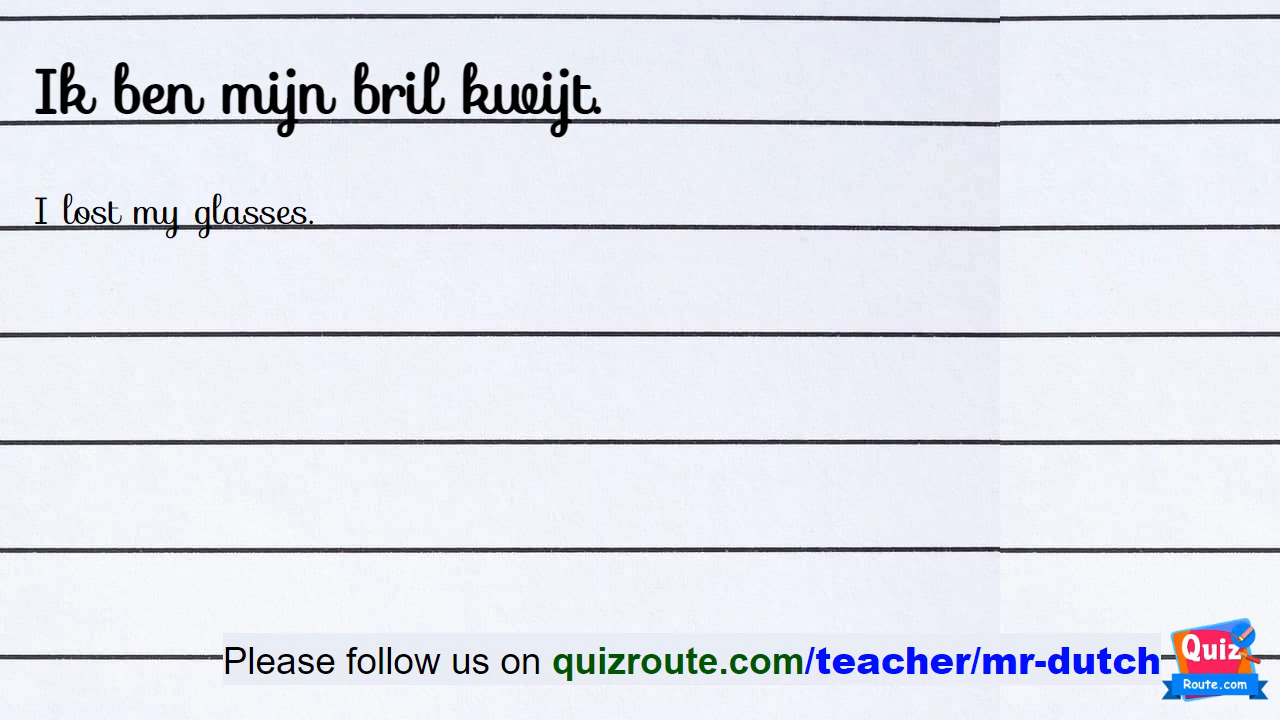 Ik ben mijn bril kwijt.
I lost my glasses.
Please follow us on quizroute.com/teacher/mr-dutch
Quiz
Route.com